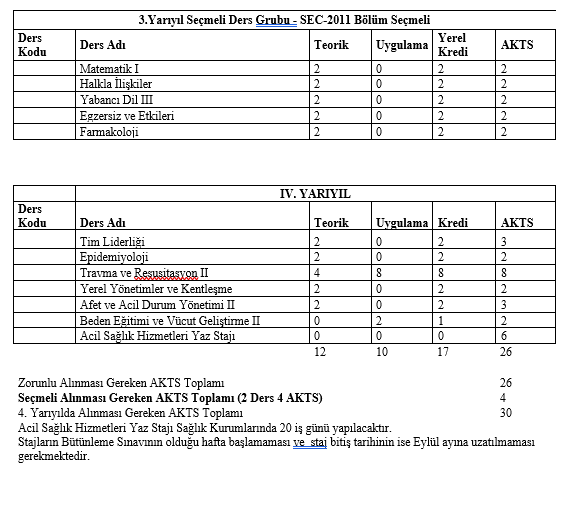 3.Yarıyıl Seçmeli Ders Grubu - SEC-2011 Bölüm Seçmeli
Ders Kodu Ders Adı Teorik Uygulama Yerel Kredi AKTS
Matematik I 2 0 2 2
Halkla İlişkiler 2 0 2 2
Yabancı Dil III 2 0 2 2
Egzersiz ve Etkileri 2 0 2 2
Farmakoloji 2 0 2 2
IV. YARIYIL
Ders Kodu Ders Adı Teorik Uygulama Kredi AKTS
Tim Liderliği 2 0 2 3
Epidemiyoloji 2 0 2 2
Travma ve Resusitasyon II 4 8 8 8
Yerel Yönetimler ve Kentleşme 2 0 2 2
Afet ve Acil Durum Yönetimi II 2 0 2 3
Beden Eğitimi ve Vücut Geliştirme II 0 2 1 2
Acil Sağlık Hizmetleri Yaz Stajı 0 0 0 6
12 10 17 26
Zorunlu Alınması Gereken AKTS Toplamı 26
Seçmeli Alınması Gereken AKTS Toplamı (2 Ders 4 AKTS) 4
4. Yarıyılda Alınması Gereken AKTS Toplamı 30
Acil Sağlık Hizmetleri Yaz Stajı Sağlık Kurumlarında 20 iş günü yapılacaktır.
Stajların Bütünleme Sınavının olduğu hafta başlamaması ve staj bitiş tarihinin ise Eylül ayına uzatılmaması
gerekmektedir.